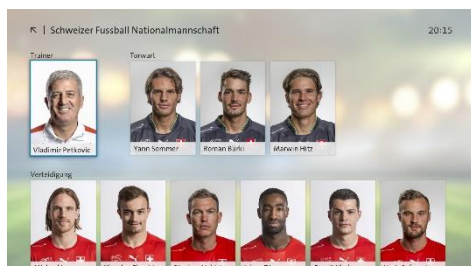 Schweizer Fussball Nationalmannschaft 20:15
Trainer Torwart
Vladimir Petkovic Yann Sommer Roman Bürki Marwin Hitz
Verteidigung